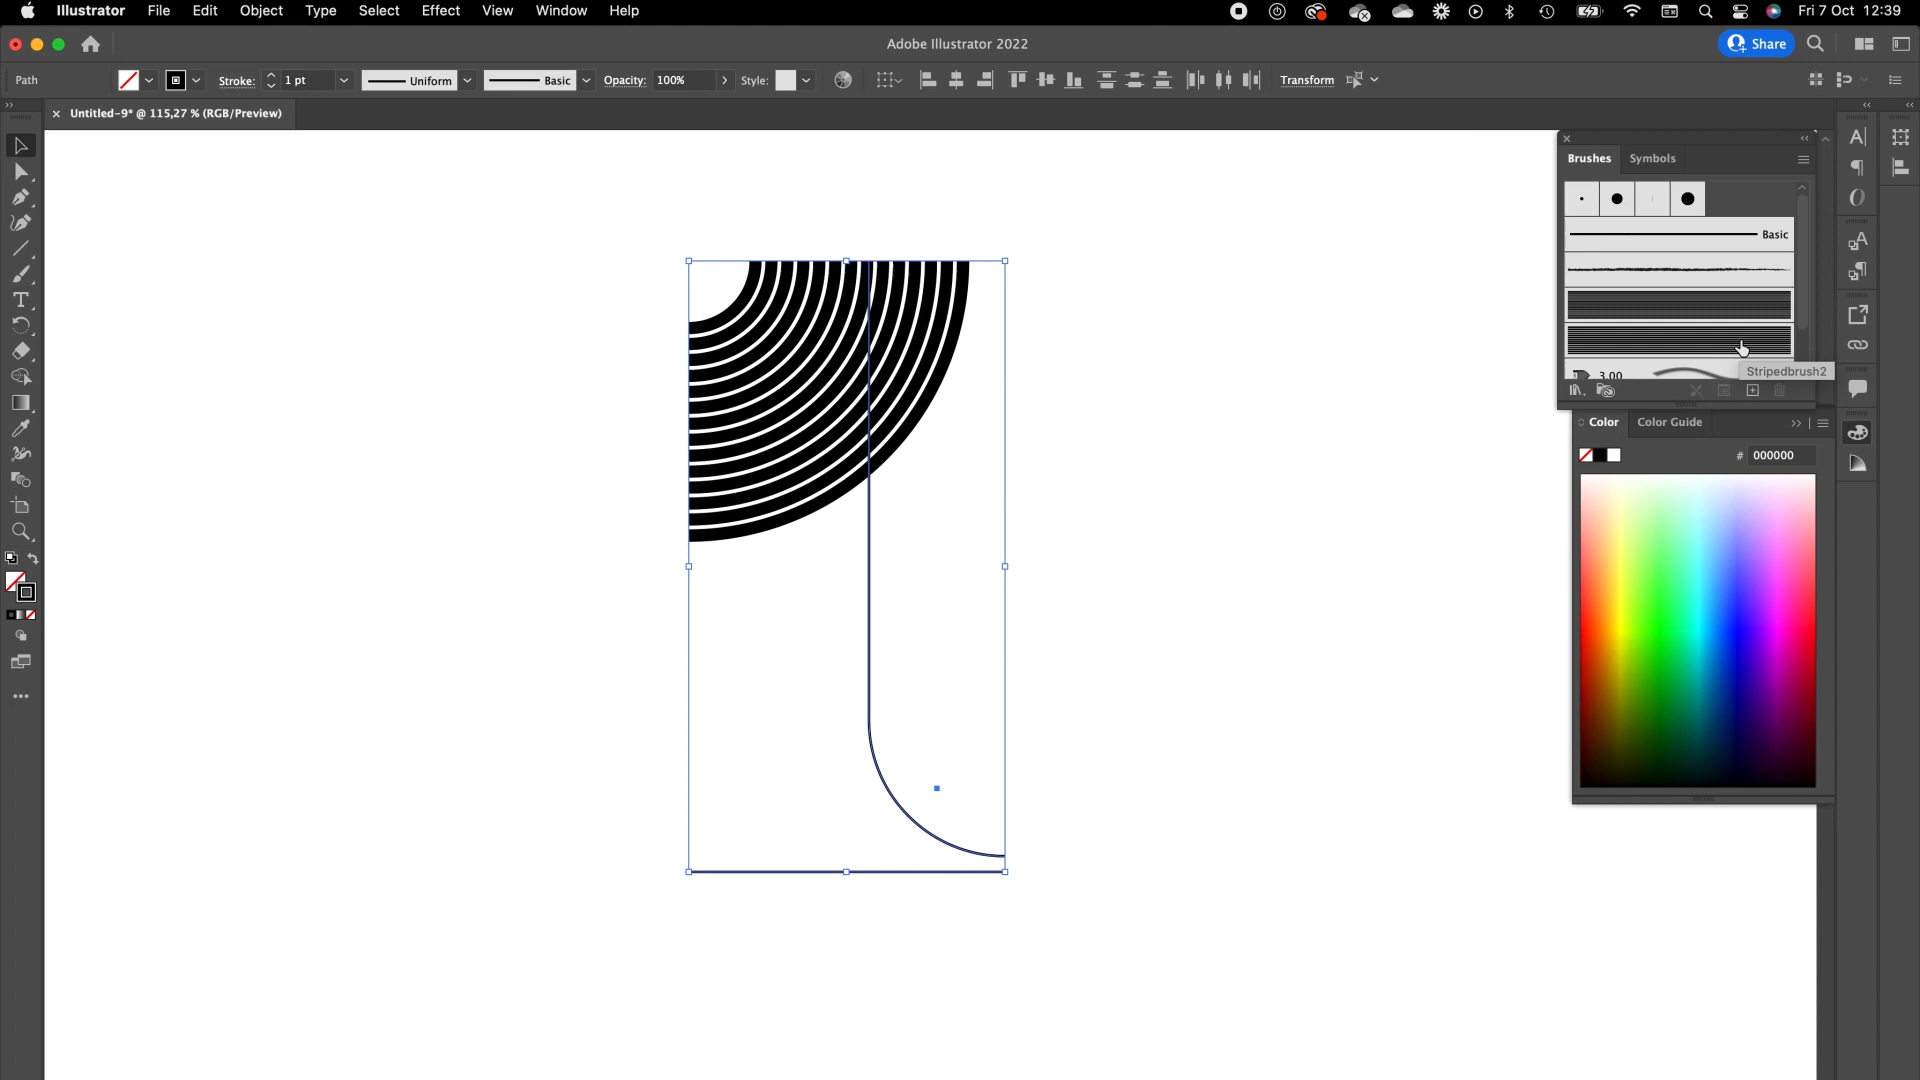 Illustrator File Edit Object Type Select Effect View Window Help Fri 7 Oct 12:39
Adobe Illustrator 2022 Share
Path Stroke: 1 pt Uniform Basic Opacity: 100% Style: Transform
Untitled-9* @ 115,27 % (RGB/Preview)
Brushes Symbols
Basic
3.00
Stripedbrush2
Color Color Guide
# 000000